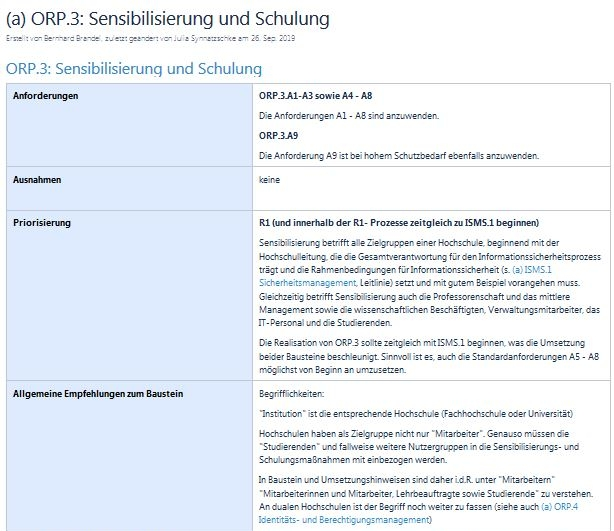 (a) ORP.3: Sensibilisierung und Schulung
Erstellt von Bernhard Brandel, zuletzt geändert von Julia Synnatzschke am 26. Sep. 2019
ORP.3: Sensibilisierung und Schulung
Anforderungen
ORP.3.A1-A3 sowie A4 - A8
Die Anforderungen A1 - A8 sind anzuwenden.
ORP.3.A9
Die Anforderung A9 ist bei hohem Schutzbedarf ebenfalls anzuwenden.
Ausnahmen
keine
Priorisierung
R1 (und innerhalb der R1- Prozesse zeitgleich zu ISMS.1 beginnen)
Sensibilisierung betrifft alle Zielgruppen einer Hochschule, beginnend mit der
Hochschulleitung, die die Gesamtverantwortung für den Informationssicherheitsprozess
trägt und die Rahmenbedingungen für Informationssicherheit (s. (a) ISMS.1
Sicherheitsmanagement, Leitlinie) setzt und mit gutem Beispiel vorangehen muss.
Gleichzeitig betrifft Sensibilisierung auch die Professorenschaft und das mittlere
Management sowie die wissenschaftlichen Beschäftigten, Verwaltungsmitarbeiter, das
IT-Personal und die Studierenden.
Die Realisation von ORP.3 sollte zeitgleich mit ISMS.1 beginnen, was die Umsetzung
beider Bausteine beschleunigt. Sinnvoll ist es, auch die Standardanforderungen A5 - A8
möglichst von Beginn an umzusetzen.
Allgemeine Empfehlungen zum Baustein
Begrifflichkeiten:
"Institution" ist die entsprechende Hochschule (Fachhochschule oder Universität)
Hochschulen haben als Zielgruppe nicht nur "Mitarbeiter". Genauso müssen die
"Studierenden" und fallweise weitere Nutzergruppen in die Sensibilisierungs- und
Schulungsmaßnahmen mit einbezogen werden.
In Baustein und Umsetzungshinweisen sind daher i.d.R. unter "Mitarbeitern"
"Mitarbeiterinnen und Mitarbeiter, Lehrbeauftragte sowie Studierende" zu verstehen.
An dualen Hochschulen ist der Begriff noch weiter zu fassen (siehe auch (a) ORP.4
Identitäts- und Berechtigungsmanagement)